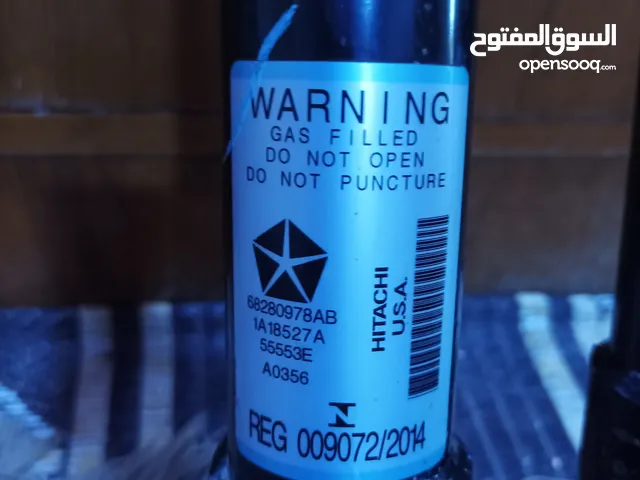 السوق المفتوح
opensooq.com
WARNING
GAS FILLED
DO NOT OPEN
DO NOT PUNCTURE
68280978AB
1A18527A
55553E
A0356
HITACHI
U.S.A.
REG 009072/2014